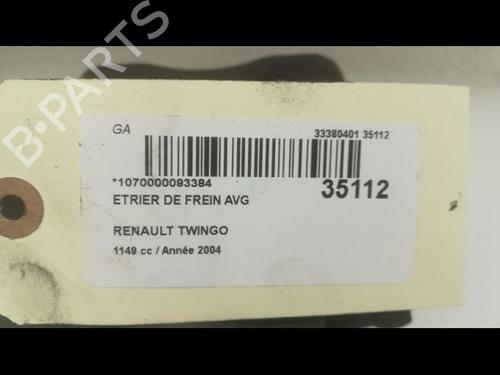 B-PARTS
GA
33380401 35112
*1070000093384
35112
ETRIER DE FREIN AVG
RENAULT TWINGO
1149 cc / Année 2004